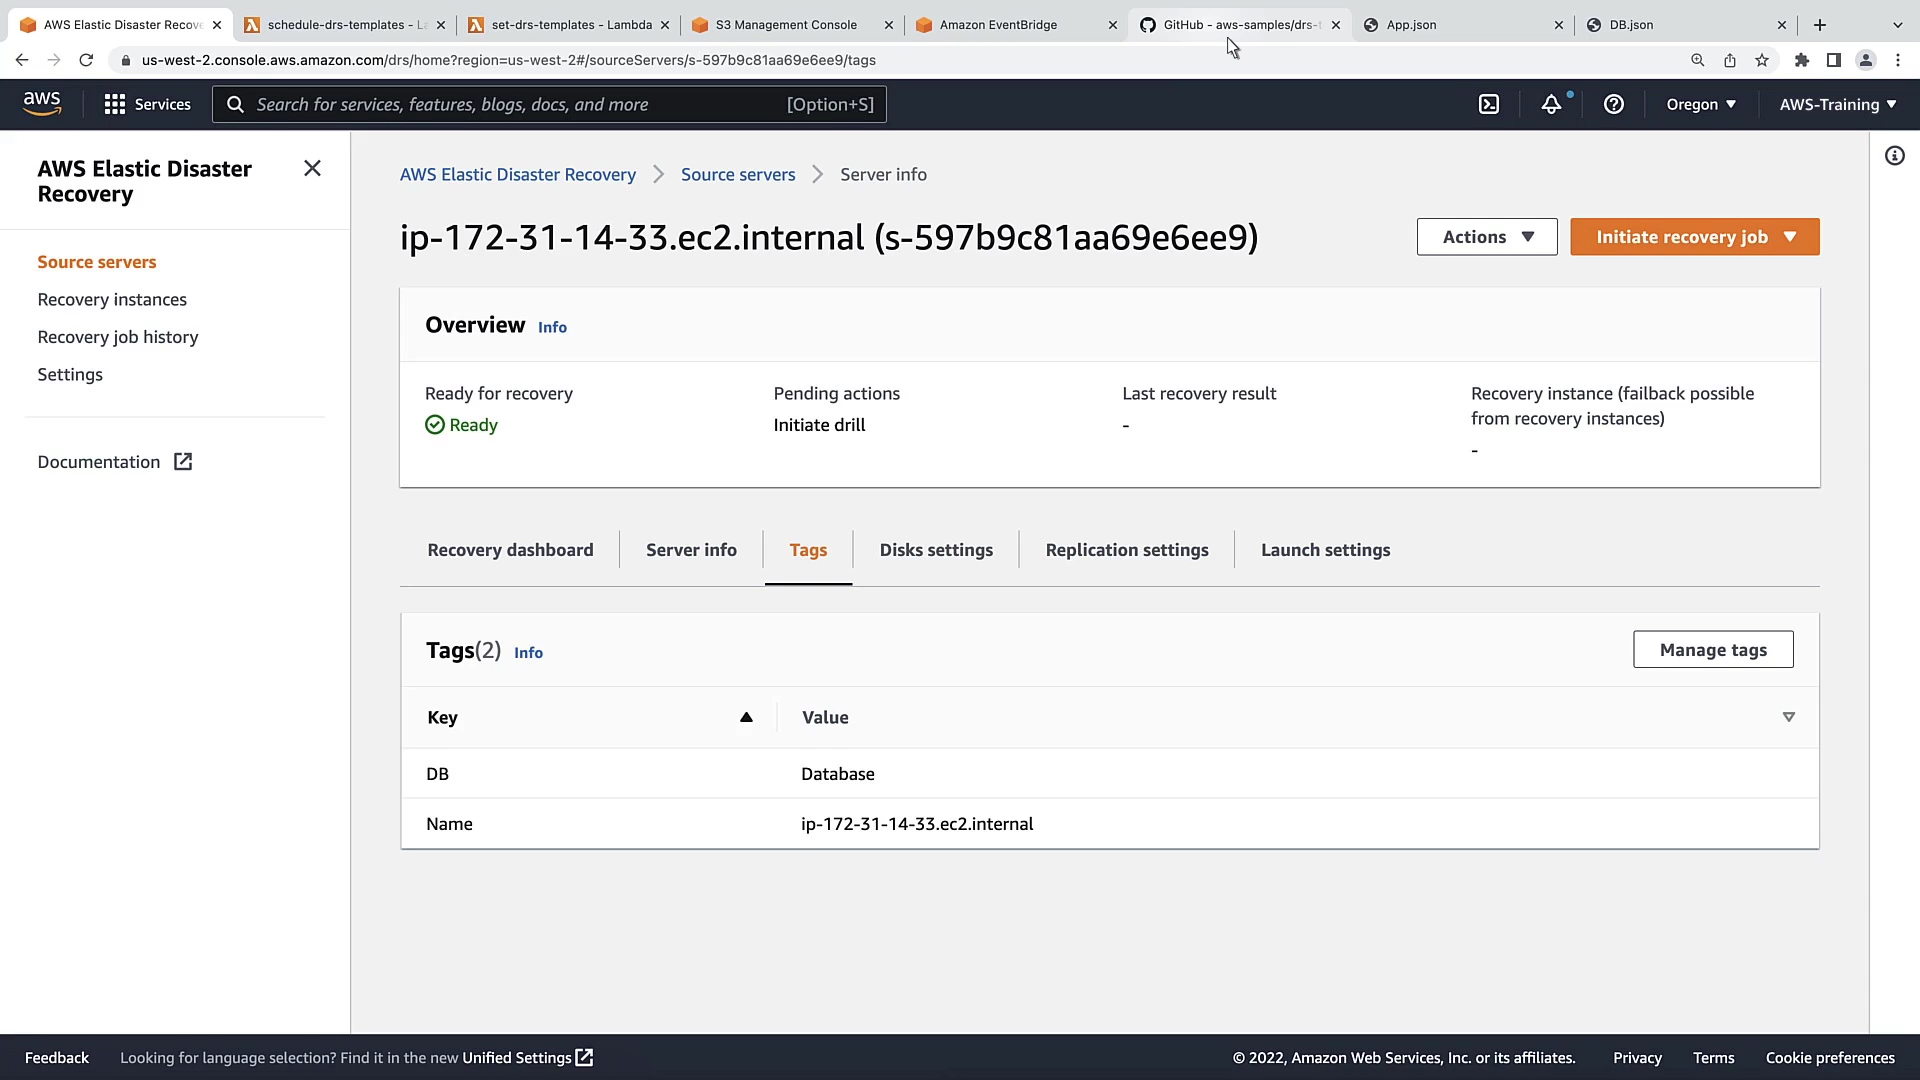 AWS Elastic Disaster Recove
schedule-drs-templates - La
set-drs-templates - Lambda
S3 Management Console
Amazon EventBridge
GitHub - aws-samples/drs-t
App.json
DB.json
us-west-2.console.aws.amazon.com/drs/home?region=us-west-2#/sourceServers/s-597b9c81aa69e6ee9/tags
aws
Services
Search for services, features, blogs, docs, and more
[Option+S]
Oregon
AWS-Training
AWS Elastic Disaster
Recovery
Source servers
Recovery instances
Recovery job history
Settings
Documentation
AWS Elastic Disaster Recovery
Source servers
Server info
ip-172-31-14-33.ec2.internal (s-597b9c81aa69e6ee9)
Actions
Initiate recovery job
Overview Info
Ready for recovery
Ready
Pending actions
Initiate drill
Last recovery result
-
Recovery instance (failback possible
from recovery instances)
-
Recovery dashboard
Server info
Tags
Disks settings
Replication settings
Launch settings
Tags(2) Info
Manage tags
Key
Value
DB
Database
Name
ip-172-31-14-33.ec2.internal
Feedback
Looking for language selection? Find it in the new Unified Settings
© 2022, Amazon Web Services, Inc. or its affiliates.
Privacy
Terms
Cookie preferences